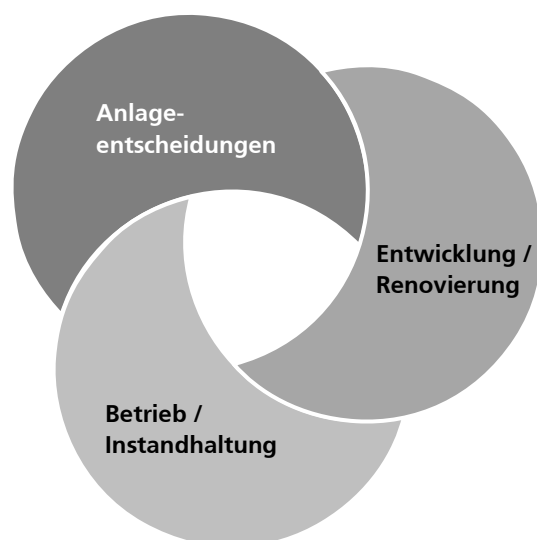 Anlage-
entscheidungen
Entwicklung /
Renovierung
Betrieb /
Instandhaltung